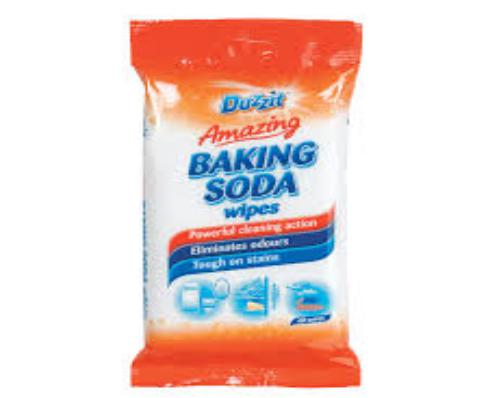 Duzzit
Amazing
BAKING
SODA
wipes
Powerful cleaning action
Eliminates odours
Tough on stains